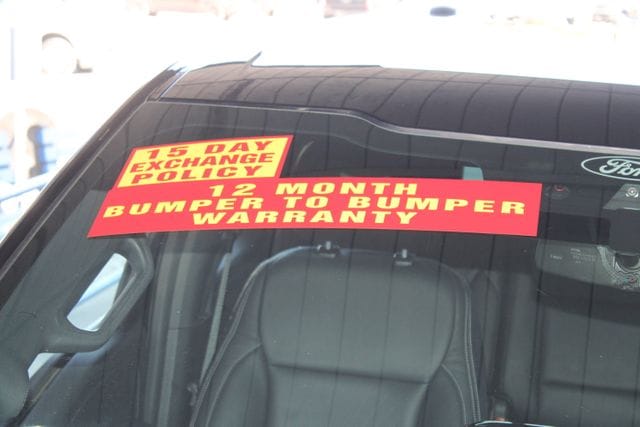 15 DAY
EXCHANGE
POLICY
12 MONTH
BUMPER TO BUMPER
WARRANTY
Ford